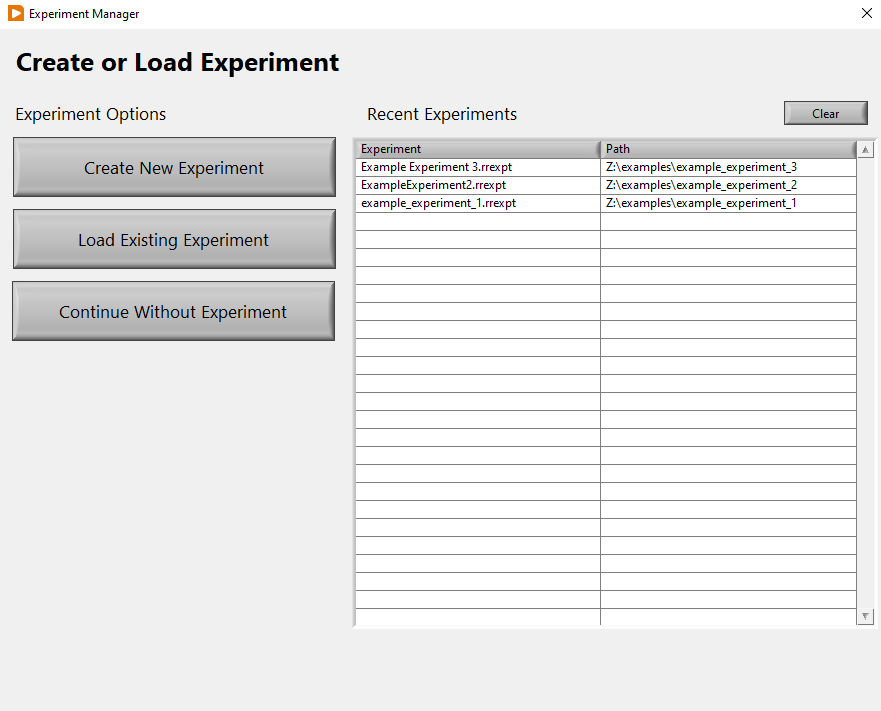 Experiment Manager
Create or Load Experiment
Experiment Options
Create New Experiment
Load Existing Experiment
Continue Without Experiment
Recent Experiments
Clear
Experiment Path
Example Experiment 3.rrexpt Z:\examples\example_experiment_3
ExampleExperiment2.rrexpt Z:\examples\example_experiment_2
example_experiment_1.rrexpt Z:\examples\example_experiment_1